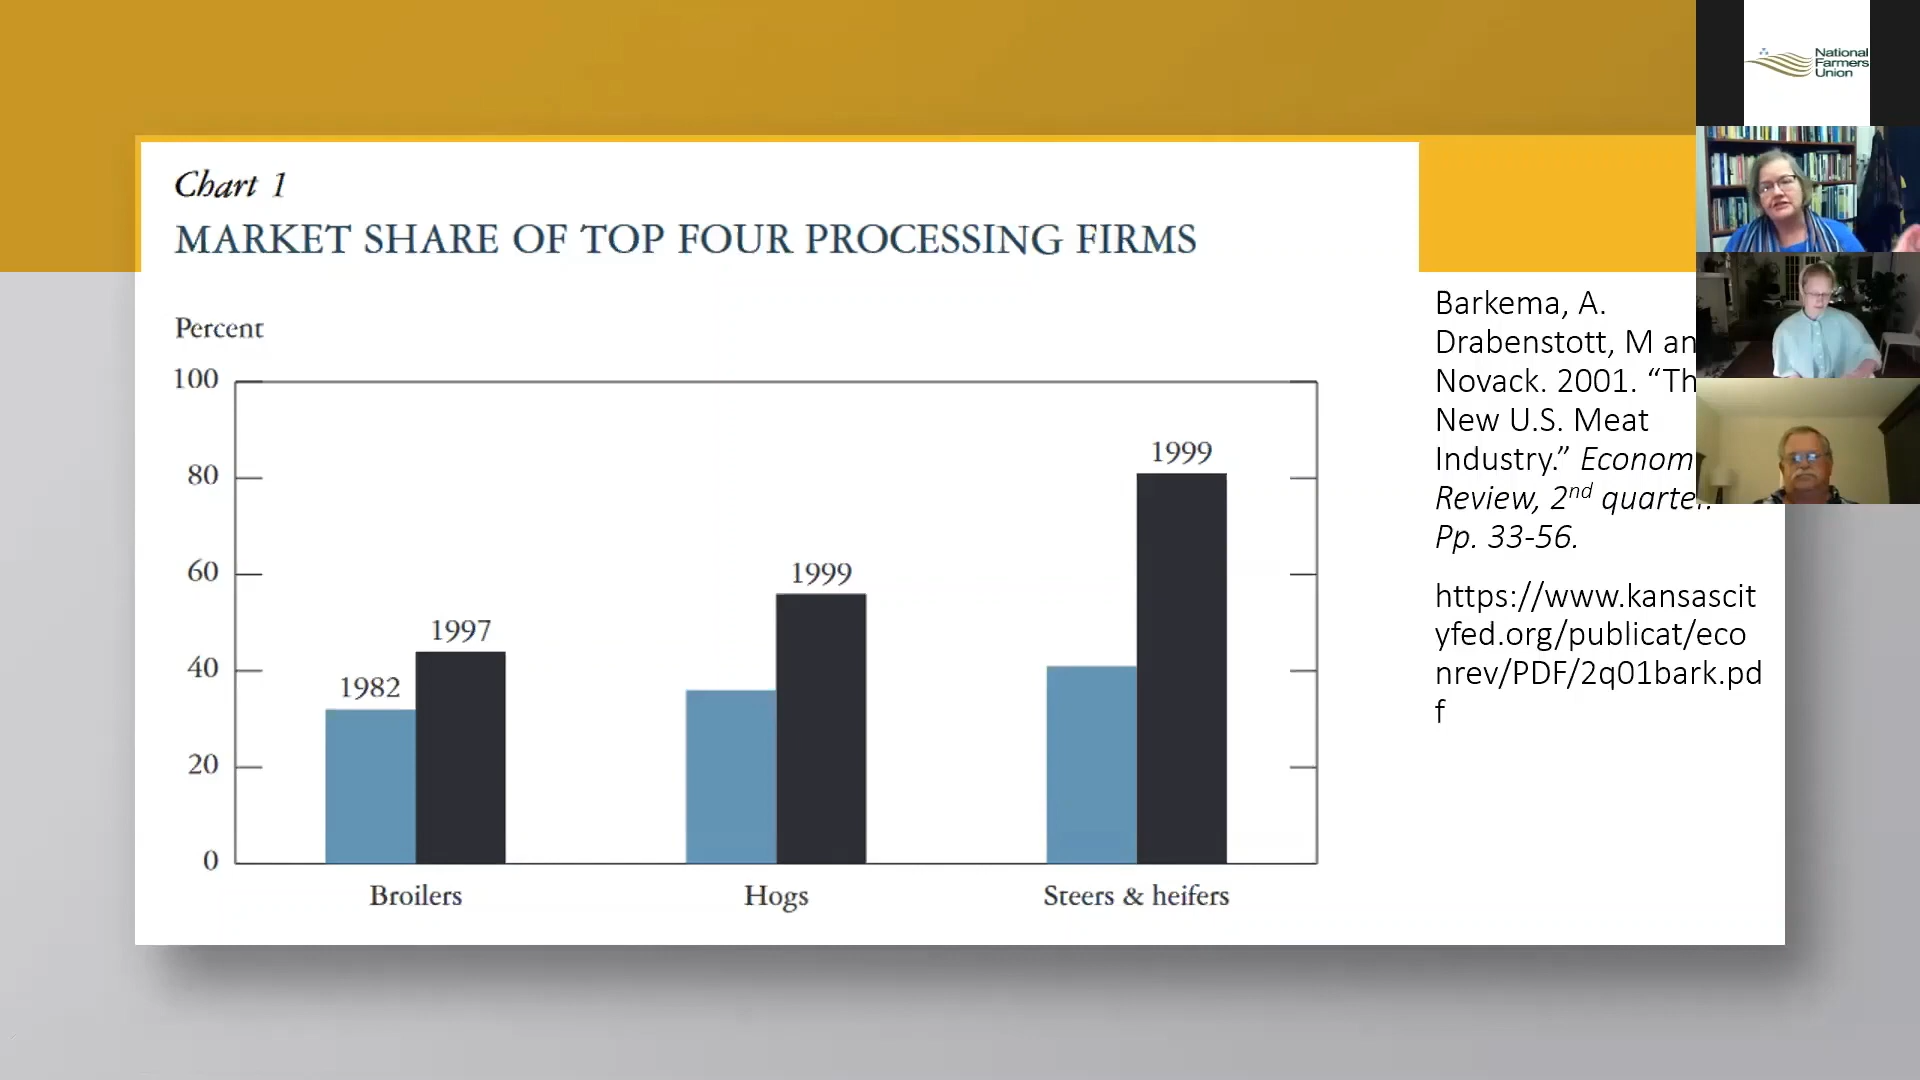 Chart 1
MARKET SHARE OF TOP FOUR PROCESSING FIRMS
Percent
100
80
60
40
20
0
1982
1997
1999
1999
Broilers
Hogs
Steers & heifers
Barkema, A.
Drabenstott, M an
Novack. 2001. “Th
New U.S. Meat
Industry.” Econom
Review, 2nd quarter.
Pp. 33-56.
https://www.kansascit
yfed.org/publicat/eco
nrev/PDF/2q01bark.pd
f
National
Farmers
Union